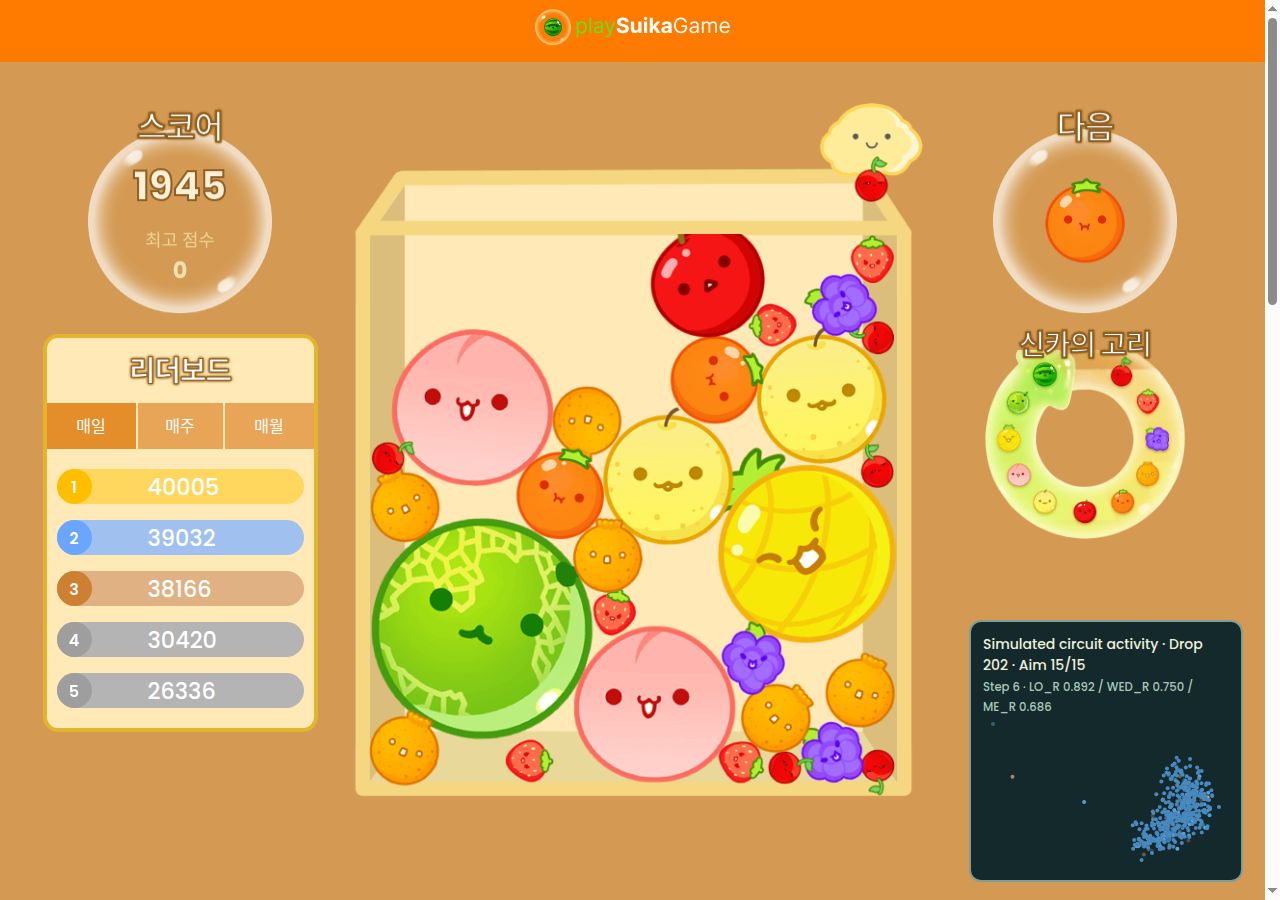 playSuikaGame
스코어
1945
최고 점수
0
리더보드
매일 매주 매월
1 40005
2 39032
3 38166
4 30420
5 26336
다음
신카의 고리
Simulated circuit activity · Drop
202 · Aim 15/15
Step 6 · LO_R 0.892 / WED_R 0.750 /
ME_R 0.686